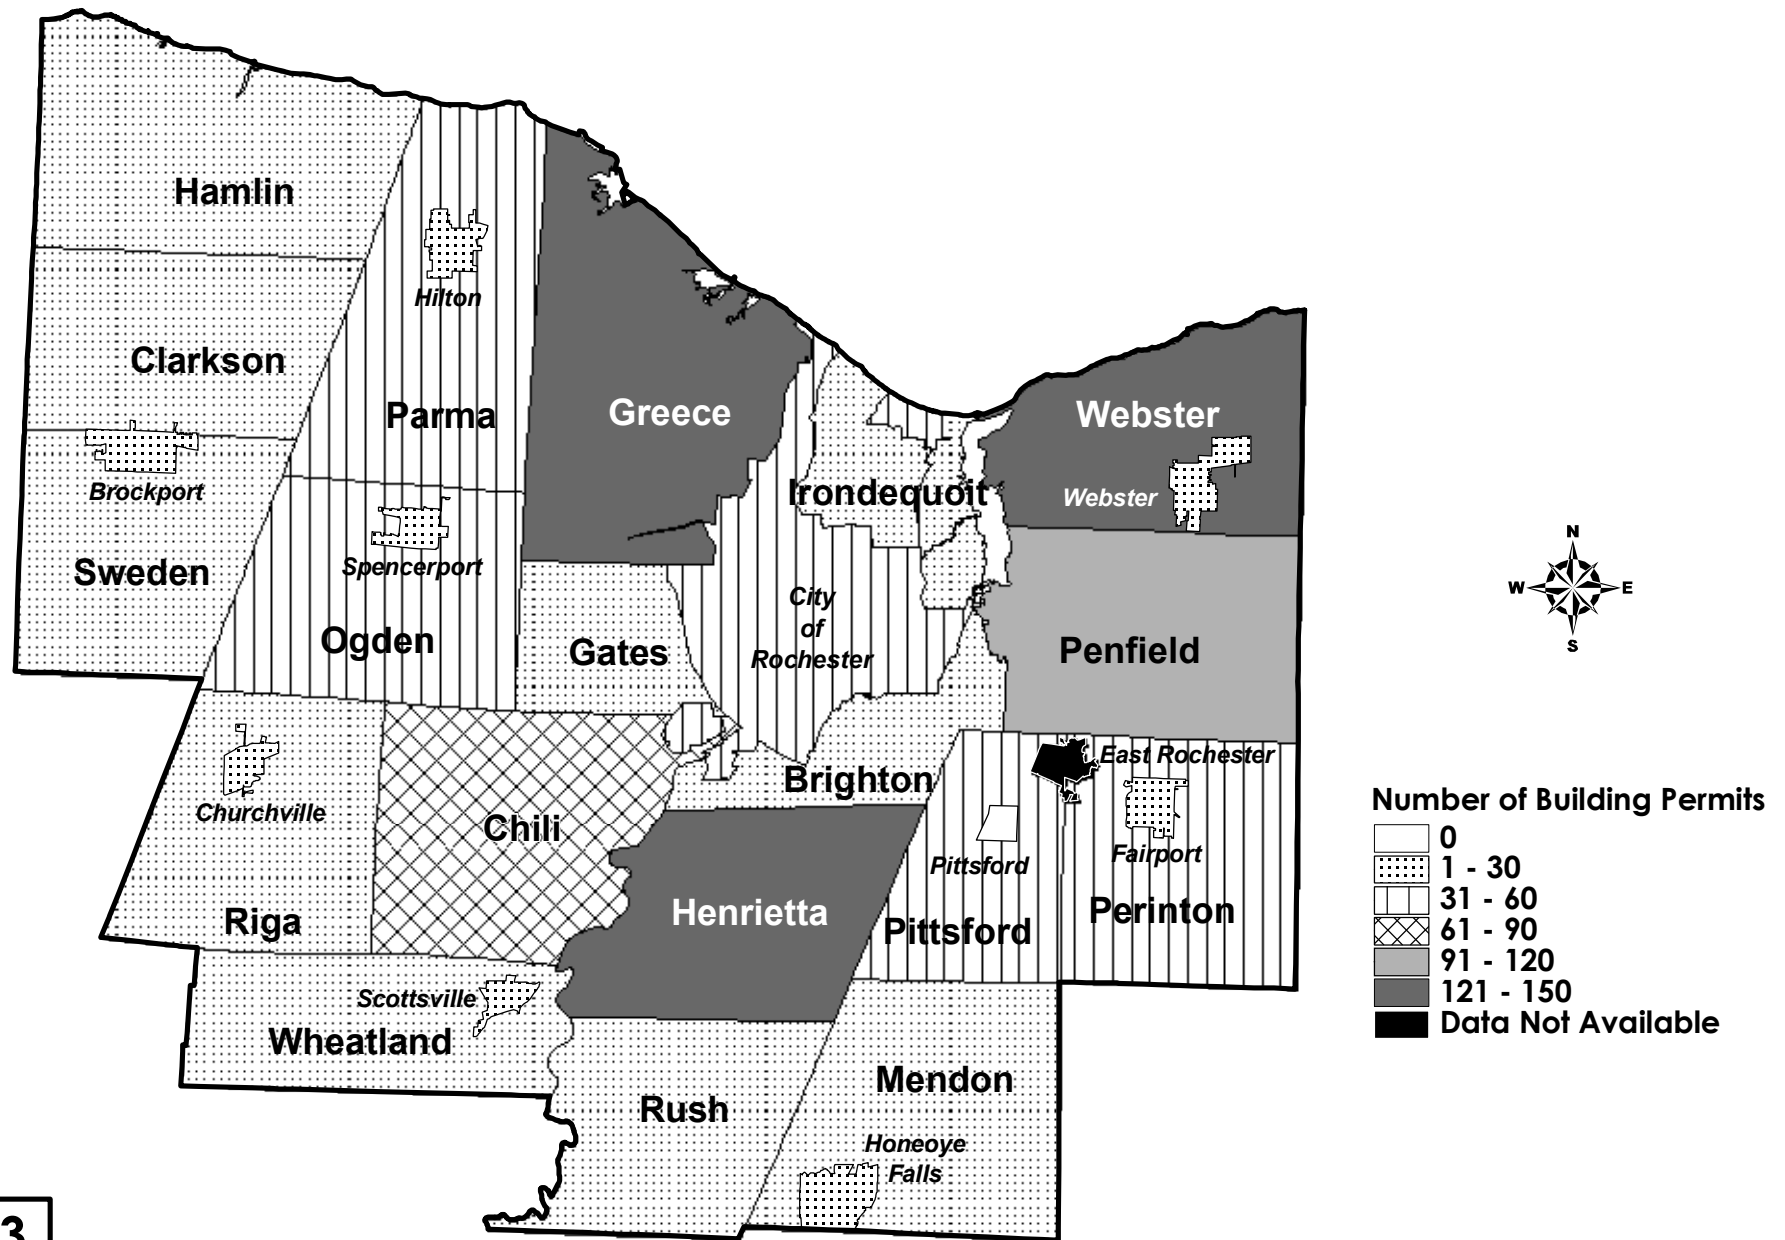 Hamlin
Hilton
Clarkson
Parma
Greece
Webster
Brockport
Irondequoit
Webster
N
Sweden
Spencerport
W
E
City
of
Rochester
Ogden
Gates
Penfield
S
East Rochester
Brighton
Churchville
Chili
Pittsford
Fairport
Riga
Henrietta
Pittsford
Perinton
Number of Building Permits
0
1 - 30
31 - 60
61 - 90
91 - 120
121 - 150
Data Not Available
Scottsville
Wheatland
Mendon
Rush
Honeoye
Falls
3